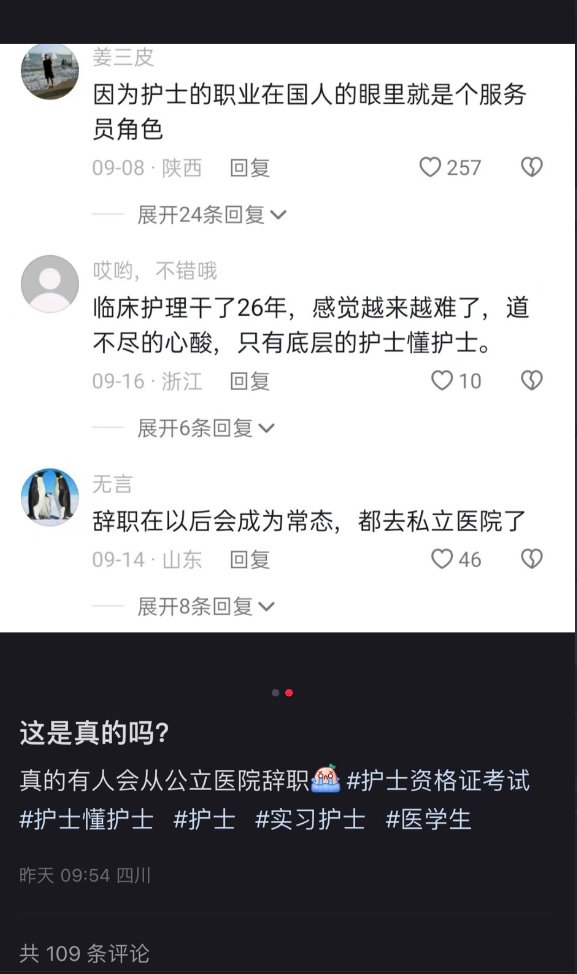 姜三皮
因为护士的职业在国人的眼里就是个服务
员角色
09-08 · 陕西 回复 257
展开24条回复
哎哟，不错哦
临床护理干了26年，感觉越来越难了，道
不尽的心酸，只有底层的护士懂护士。
09-16 · 浙江 回复 10
展开6条回复
无言
辞职在以后会成为常态，都去私立医院了
09-14 · 山东 回复 46
展开8条回复
这是真的吗?
真的有人会从公立医院辞职 #护士资格证考试
#护士懂护士 #护士 #实习护士 #医学生
昨天 09:54 四川
共 109 条评论